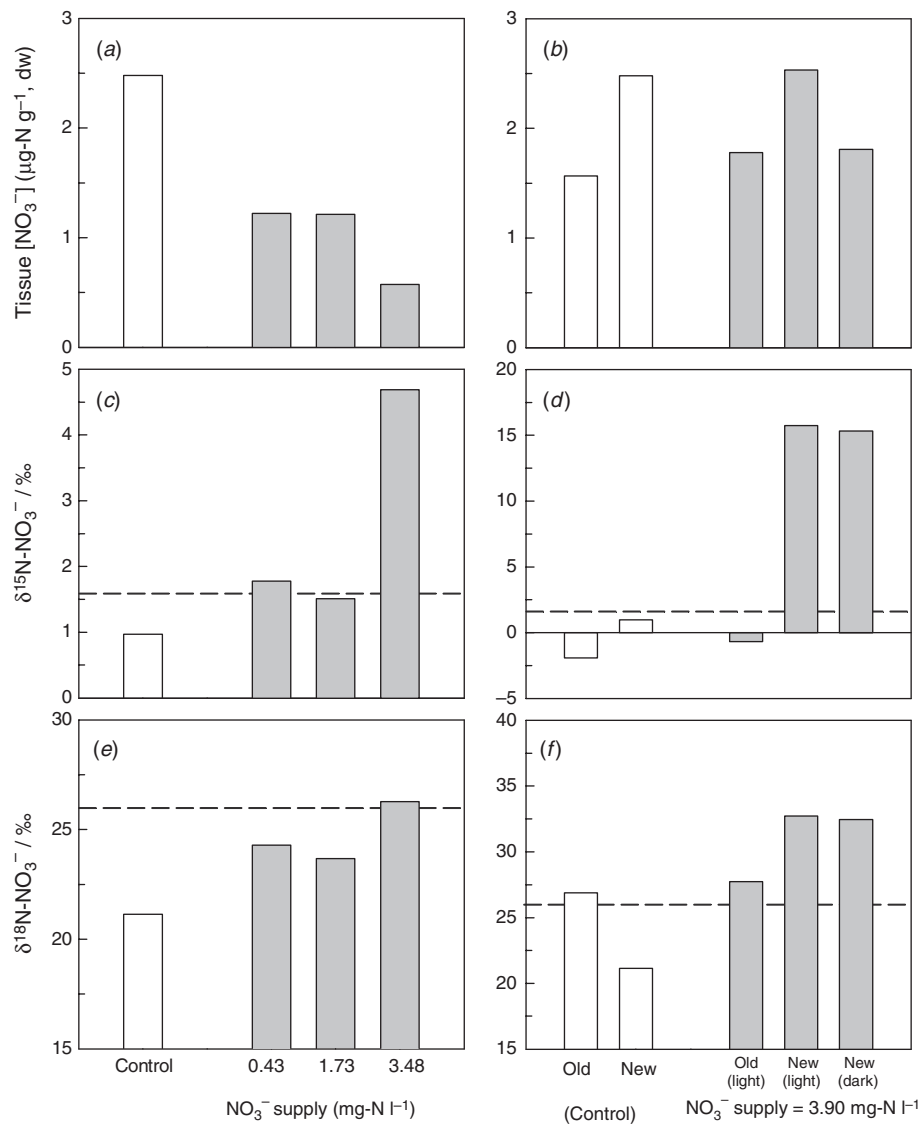 (a)
(b)
Tissue [NO₃⁻] (µg-N g⁻¹, dw)
3
2
1
0
3
2
1
0
(c)
(d)
δ¹⁵N-NO₃⁻ / ‰
5
4
3
2
1
0
20
15
10
5
0
–5
(e)
(f)
δ¹⁸N-NO₃⁻ / ‰
30
25
20
15
40
35
30
25
20
15
Control 0.43 1.73 3.48
NO₃⁻ supply (mg-N l⁻¹)
Old New Old (light) New (light) New (dark)
(Control) NO₃⁻ supply = 3.90 mg-N l⁻¹